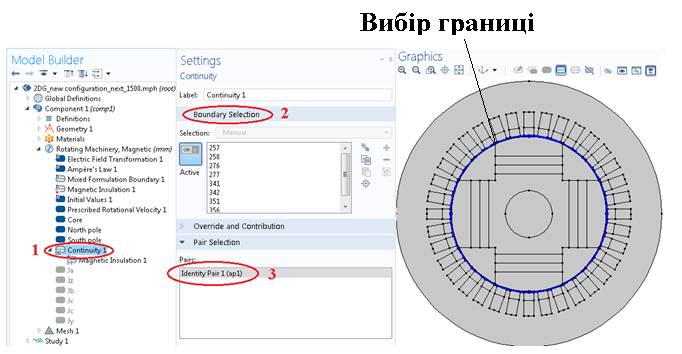 Вибір границі
Model Builder
2DG_new configuration_next_1500.mph (root)
Global Definitions
Component 1 (comp1)
Definitions
Geometry 1
Materials
Rotating Machinery, Magnetic (rmm)
Electric Field Transformation 1
Ampère's Law 1
Mixed Formulation Boundary 1
Magnetic Insulation 1
Initial Values 1
Prescribed Rotational Velocity 1
Core
North pole
South pole
1 Continuity 1
Magnetic Insulation 1
Ja
Jz
Jb
Jx
Jc
Jy
Mesh 1
Study 1
Settings
Continuity
Label: Continuity 1
Boundary Selection 2
Selection: Manual
ON
Active
257
258
276
277
341
342
351
356
Override and Contribution
Pair Selection
Pairs:
Identity Pair 1 (ap1) 3
Graphics